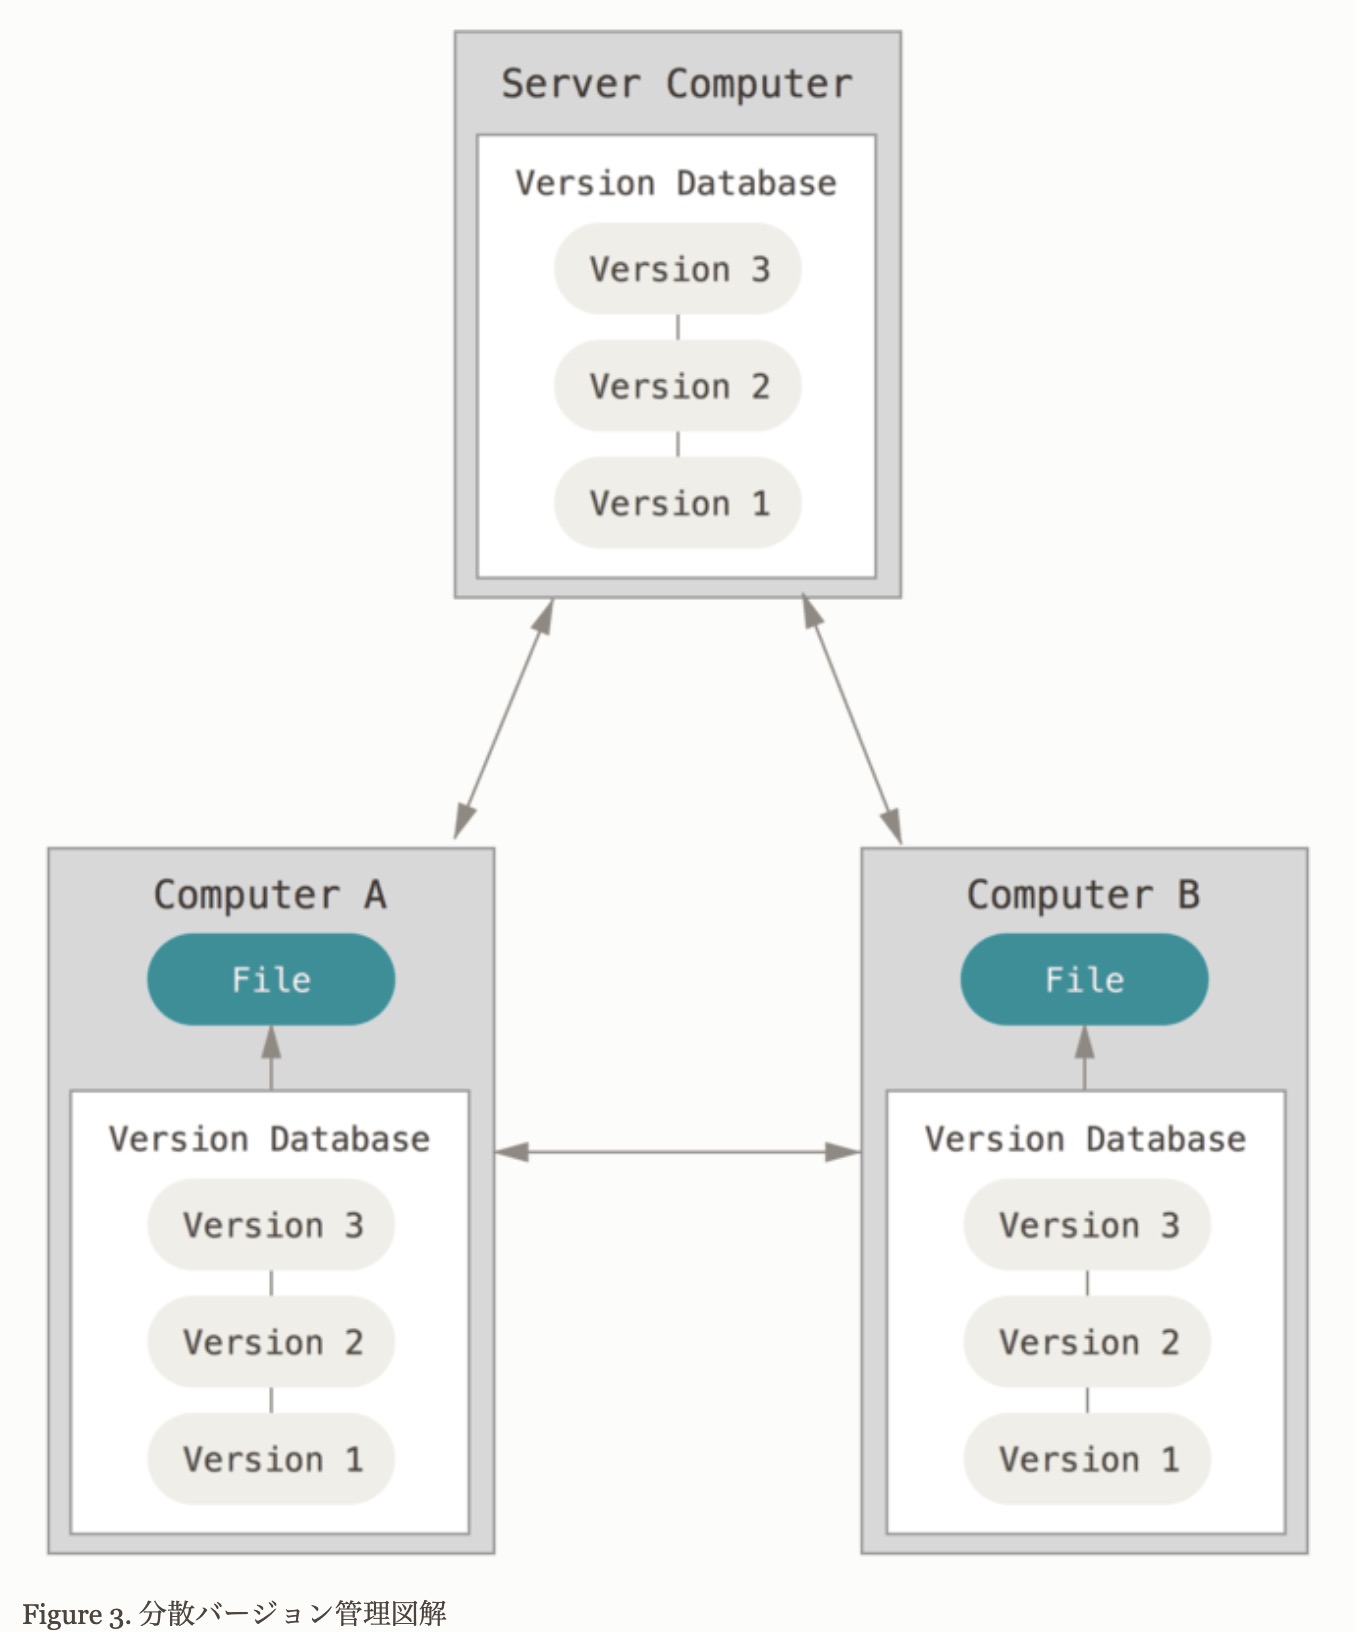 Server Computer
Version Database
Version 3
Version 2
Version 1
Computer A
File
Version Database
Version 3
Version 2
Version 1
Computer B
File
Version Database
Version 3
Version 2
Version 1
Figure 3. 分散バージョン管理図解